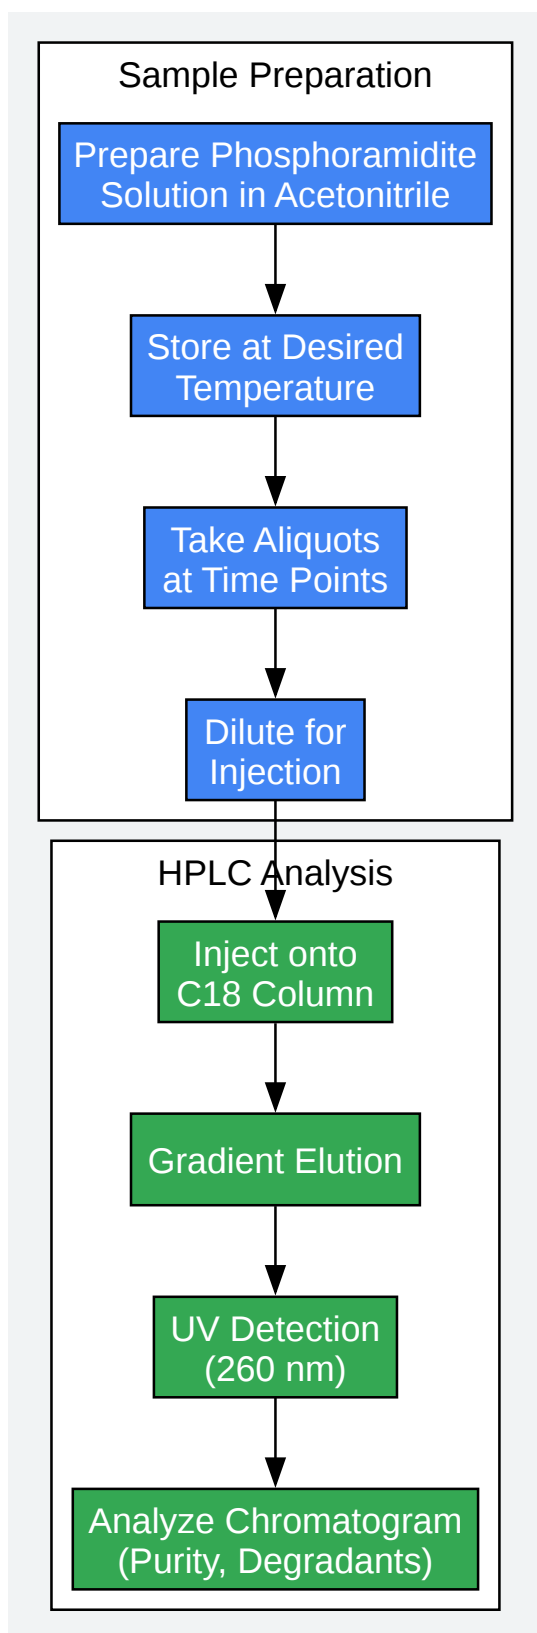 Sample Preparation
Prepare Phosphoramidite
Solution in Acetonitrile
Store at Desired
Temperature
Take Aliquots
at Time Points
Dilute for
Injection
HPLC Analysis
Inject onto
C18 Column
Gradient Elution
UV Detection
(260 nm)
Analyze Chromatogram
(Purity, Degradants)